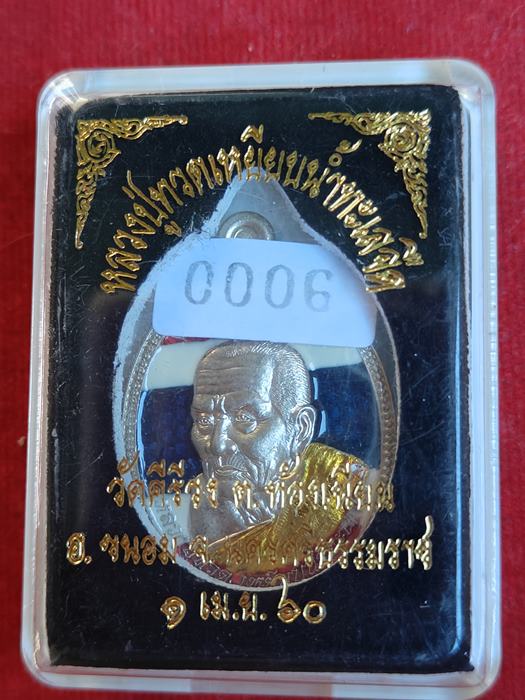 หลวงปู่ทวดเหยียบน้ำทะเลจืด
0006
วัดคีรีวง ต. ท้องเนียน
อ. ขนอม จ.นครศรีธรรมราช
๑ เม.ย. ๖๐